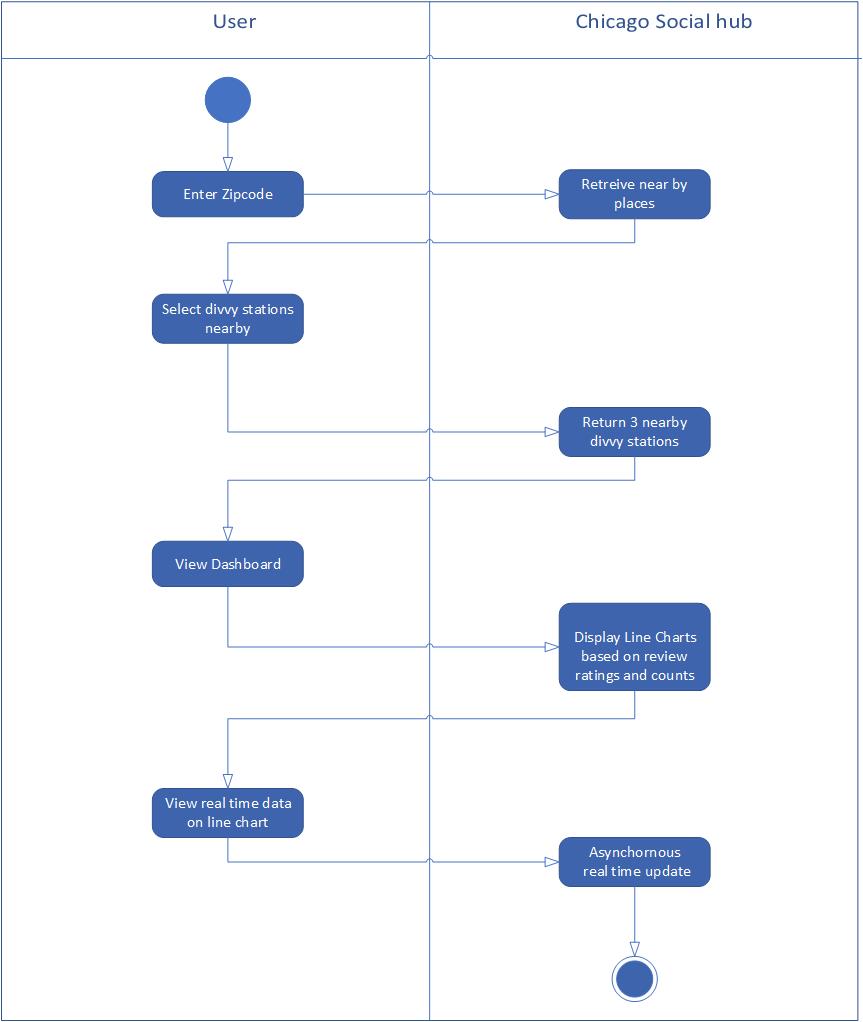 User
Chicago Social hub
Enter Zipcode
Retreive near by
places
Select divvy stations
nearby
Return 3 nearby
divvy stations
View Dashboard
Display Line Charts
based on review
ratings and counts
View real time data
on line chart
Asynchornous
real time update